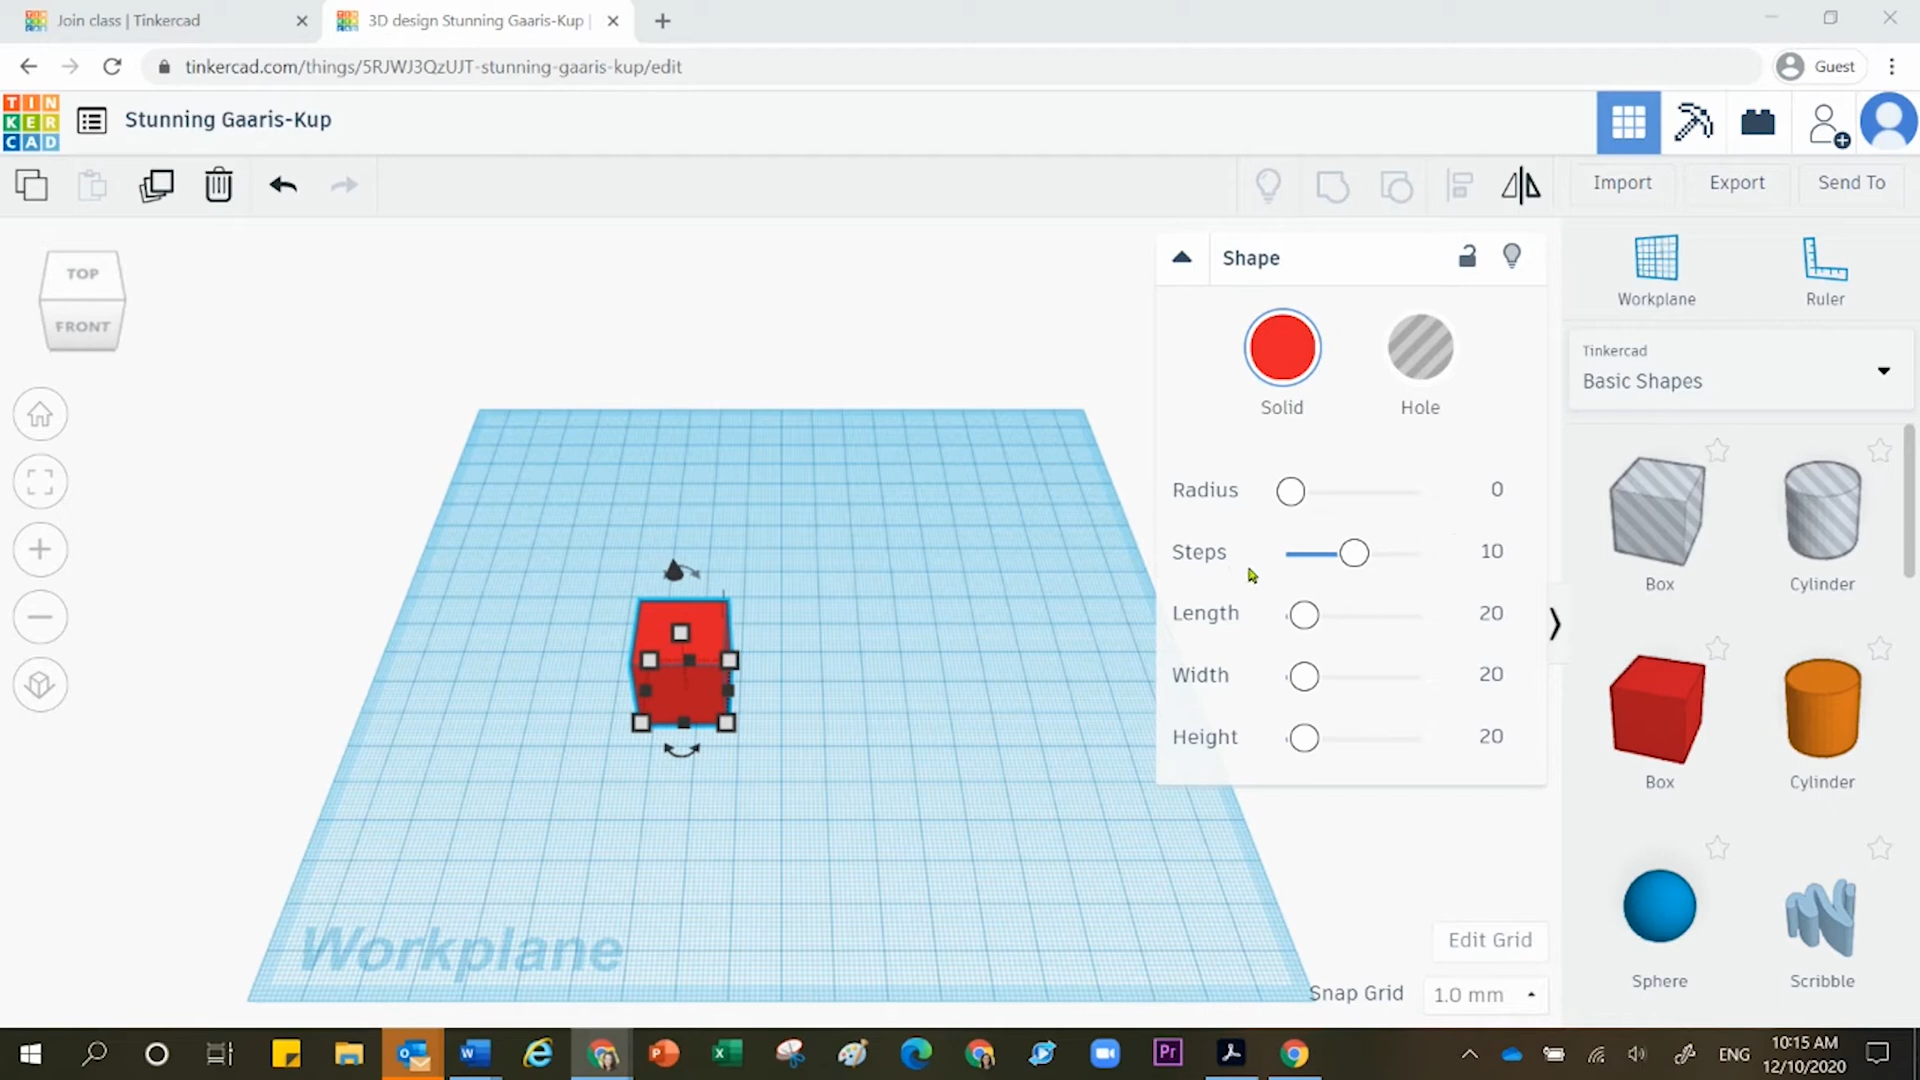 Join class | Tinkercad
3D design Stunning Gaaris-Kup |
tinkercad.com/things/5RJWJ3QzUJT-stunning-gaaris-kup/edit
Guest
TIN
KER
CAD
Stunning Gaaris-Kup
Import
Export
Send To
TOP
FRONT
Shape
Solid
Hole
Radius
0
Steps
10
Length
20
Width
20
Height
20
Workplane
Ruler
Tinkercad
Basic Shapes
Box
Cylinder
Box
Cylinder
Sphere
Scribble
Workplane
Edit Grid
Snap Grid
1.0 mm
Pr
ENG
10:15 AM
12/10/2020